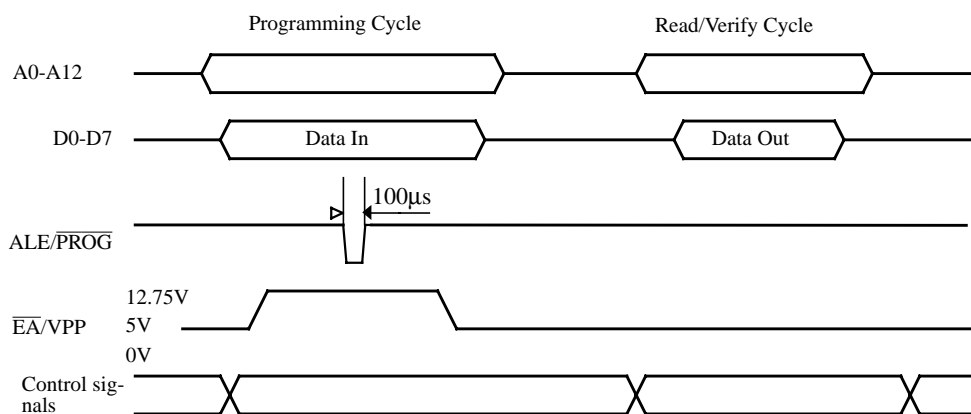 Programming Cycle
Read/Verify Cycle
A0-A12
D0-D7
Data In
Data Out
100μs
ALE/PROG
12.75V
EA/VPP
5V
0V
Control sig-
nals